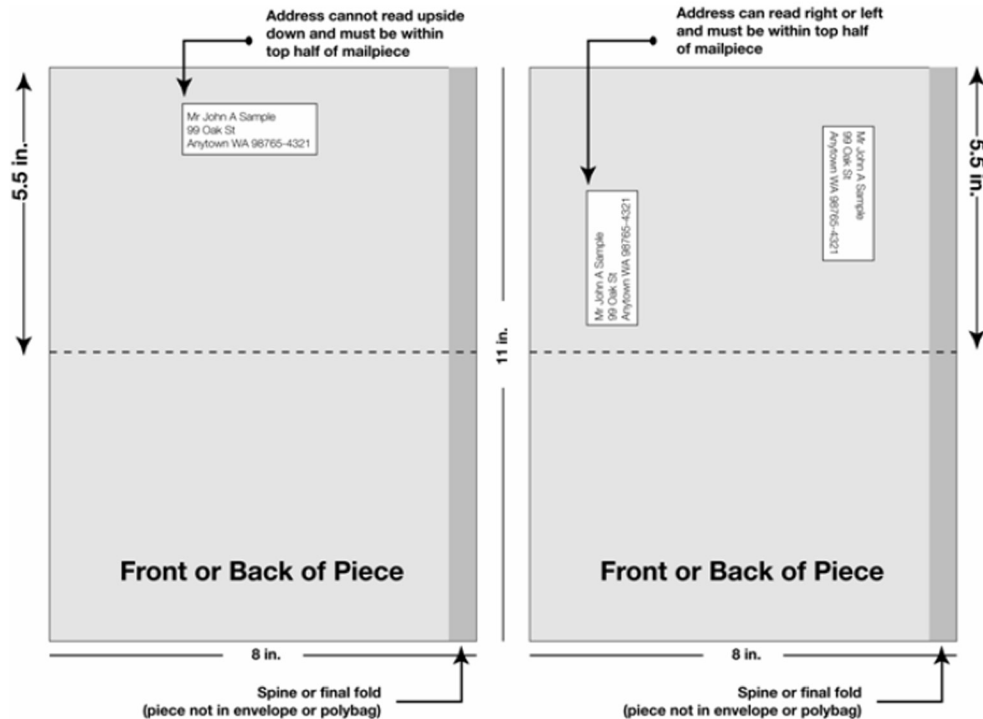 Address cannot read upside
down and must be within
top half of mailpiece
Mr John A Sample
99 Oak St
Anytown WA 98765-4321
5.5 in.
Front or Back of Piece
8 in.
Spine or final fold
(piece not in envelope or polybag)
11 in.
Address can read right or left
and must be within top half
of mailpiece
Mr John A Sample
99 Oak St
Anytown WA 98765-4321
Mr John A Sample
99 Oak St
Anytown WA 98765-4321
5.5 in.
Front or Back of Piece
8 in.
Spine or final fold
(piece not in envelope or polybag)